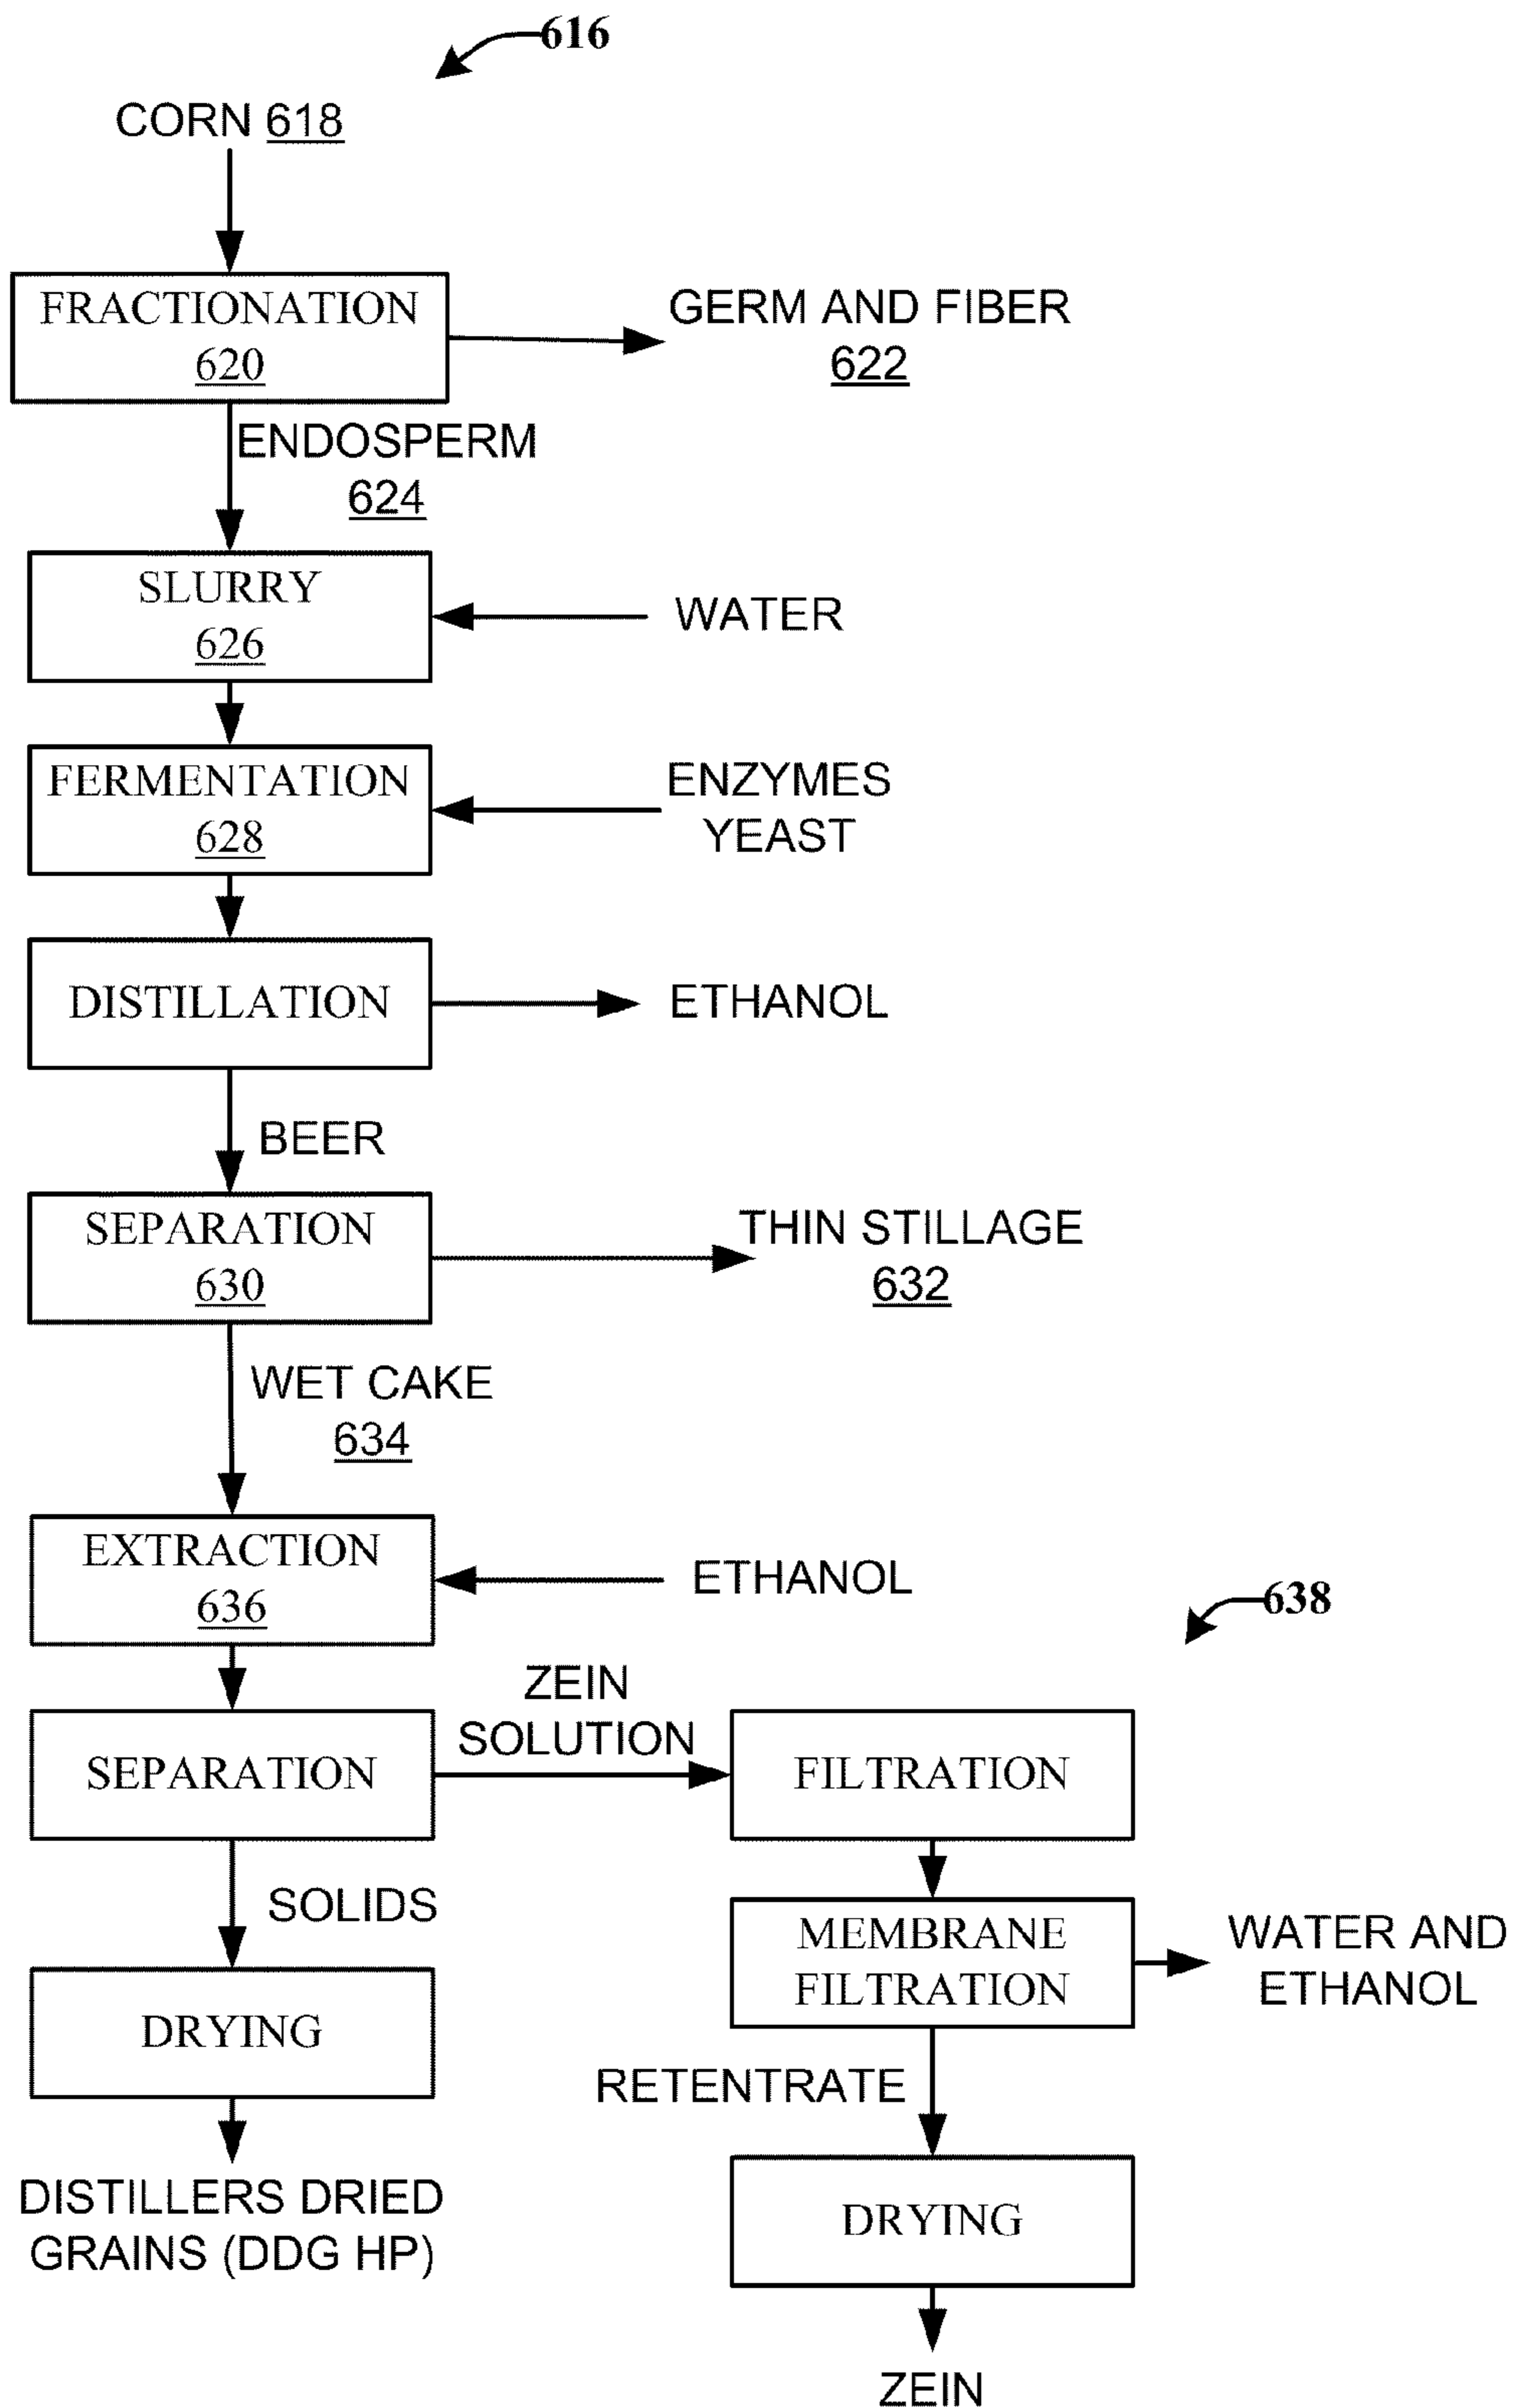 616
CORN 618
FRACTIONATION
620
GERM AND FIBER
622
ENDOSPERM
624
SLURRY
626
WATER
FERMENTATION
628
ENZYMES
YEAST
DISTILLATION
ETHANOL
BEER
SEPARATION
630
THIN STILLAGE
632
WET CAKE
634
EXTRACTION
636
ETHANOL
638
SEPARATION
ZEIN
SOLUTION
FILTRATION
SOLIDS
MEMBRANE
FILTRATION
WATER AND
ETHANOL
DRYING
RETENTRATE
DISTILLERS DRIED
GRAINS (DDG HP)
DRYING
ZEIN